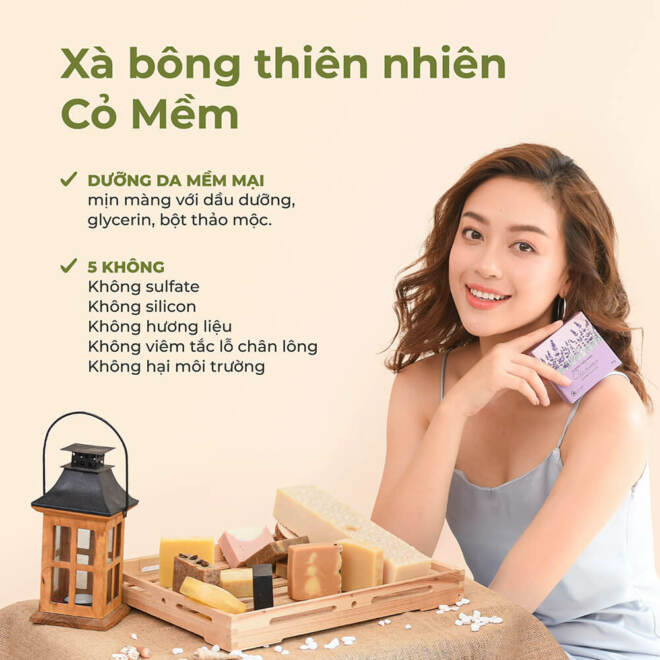 Xà bông thiên nhiên
Cỏ Mềm
DƯỠNG DA MỀM MẠI
mịn màng với dầu dưỡng,
glycerin, bột thảo mộc.
5 KHÔNG
Không sulfate
Không silicon
Không hương liệu
Không viêm tắc lỗ chân lông
Không hại môi trường